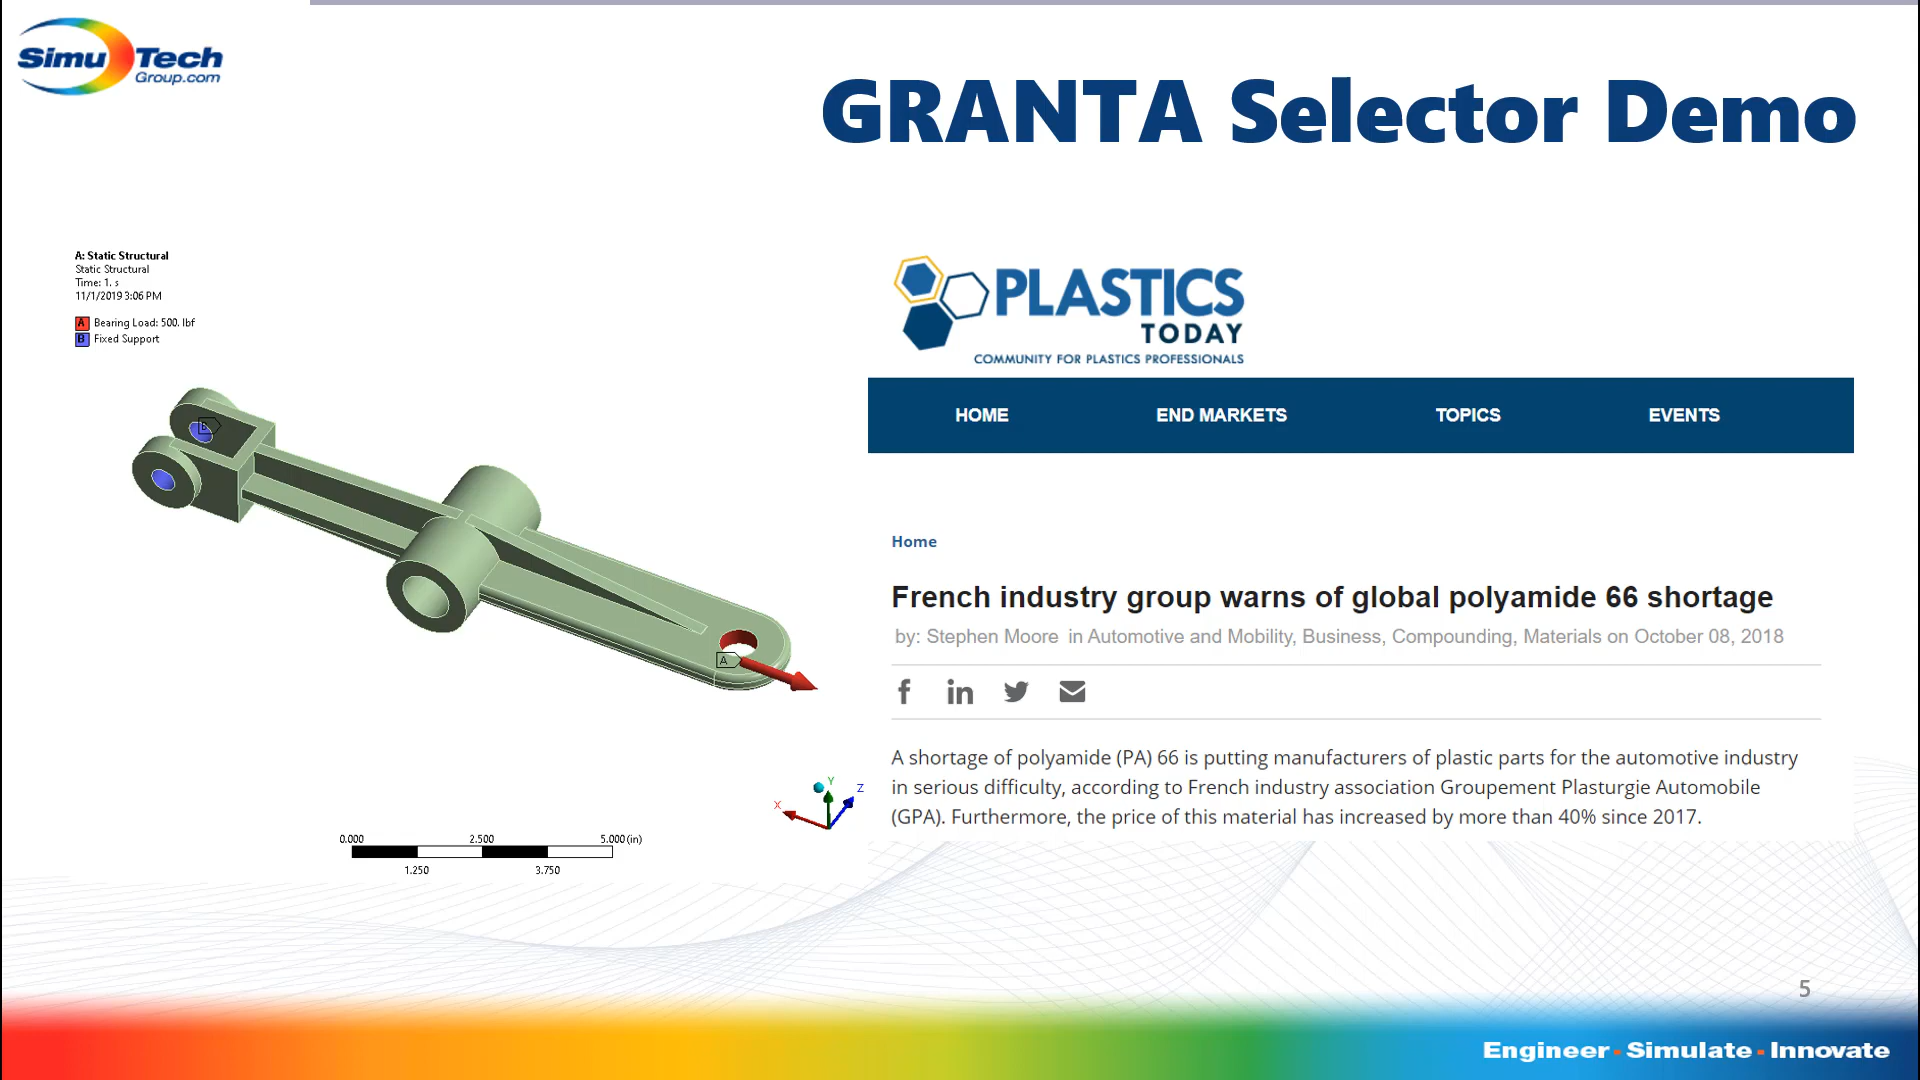 Simu Tech
Group.com
GRANTA Selector Demo
A: Static Structural
Static Structural
Time: 1. s
11/1/2019 3:06 PM
A Bearing Load: 500. lbf
B Fixed Support
B
A
X
Y
Z
0.000 2.500 5.000 (in)
1.250 3.750
PLASTICS
TODAY
COMMUNITY FOR PLASTICS PROFESSIONALS
HOME END MARKETS TOPICS EVENTS
Home
French industry group warns of global polyamide 66 shortage
by: Stephen Moore in Automotive and Mobility, Business, Compounding, Materials on October 08, 2018
A shortage of polyamide (PA) 66 is putting manufacturers of plastic parts for the automotive industry
in serious difficulty, according to French industry association Groupement Plasturgie Automobile
(GPA). Furthermore, the price of this material has increased by more than 40% since 2017.
5
Engineer - Simulate - Innovate